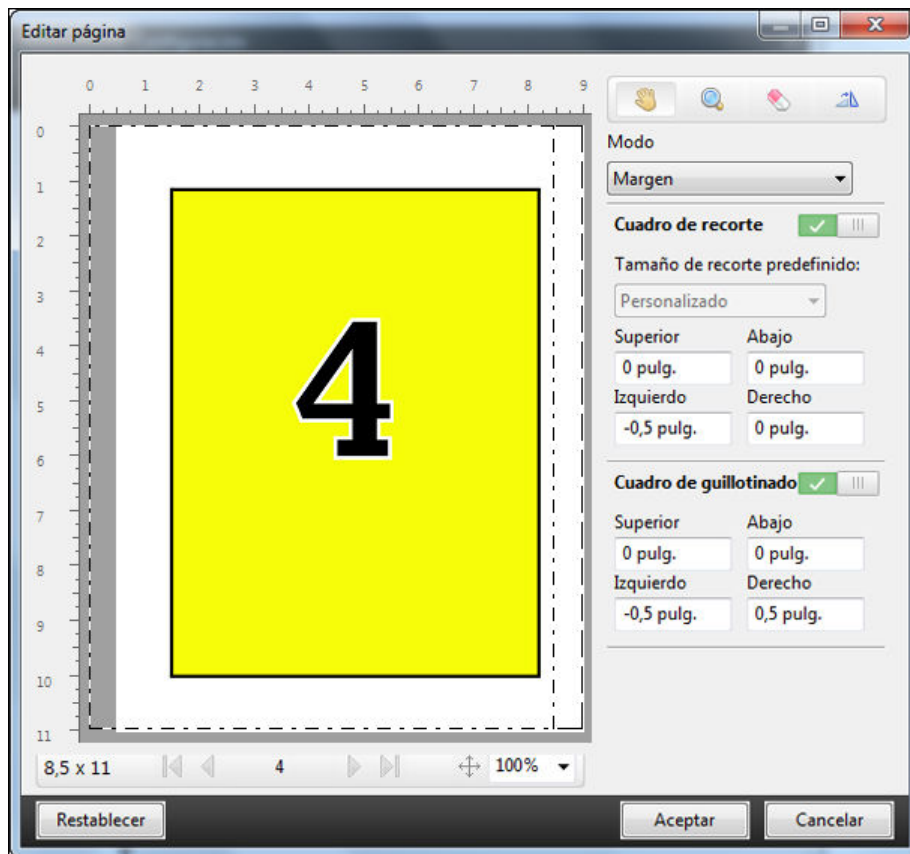 Editar página
0 1 2 3 4 5 6 7 8 9
0
1
2
3
4
5
6
7
8
9
10
11
4
8,5 x 11 4 100%
Modo
Margen
Cuadro de recorte
Tamaño de recorte predefinido:
Personalizado
Superior Abajo
0 pulg. 0 pulg.
Izquierdo Derecho
-0,5 pulg. 0 pulg.
Cuadro de guillotinado
Superior Abajo
0 pulg. 0 pulg.
Izquierdo Derecho
-0,5 pulg. 0,5 pulg.
Restablecer Aceptar Cancelar